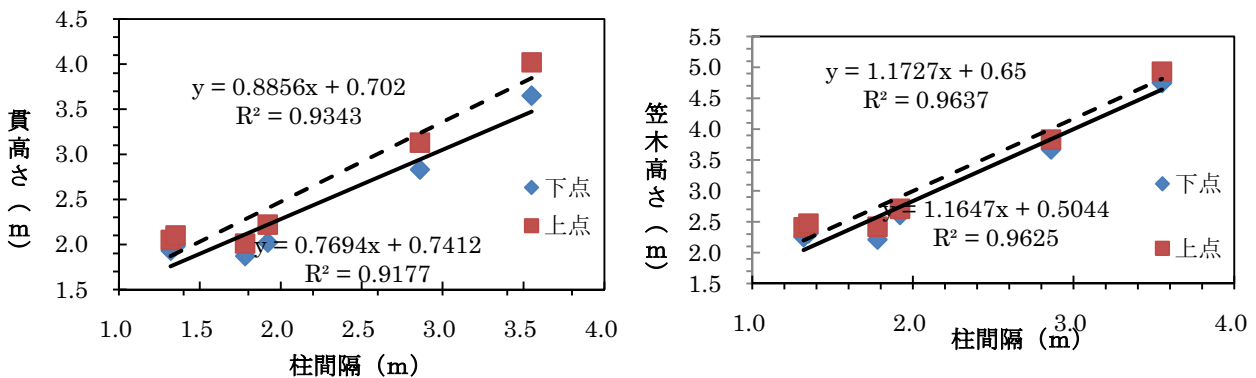 4.5
4.0
3.5
3.0
2.5
2.0
1.5
貫高さ（m）
y = 0.8856x + 0.702
R² = 0.9343
y = 0.7694x + 0.7412
R² = 0.9177
下点
上点
1.0 1.5 2.0 2.5 3.0 3.5 4.0
柱間隔（m）
5.5
5.0
4.5
4.0
3.5
3.0
2.5
2.0
1.5
笠木高さ（m）
y = 1.1727x + 0.65
R² = 0.9637
y = 1.1647x + 0.5044
R² = 0.9625
下点
上点
1.0 2.0 3.0 4.0
柱間隔（m）